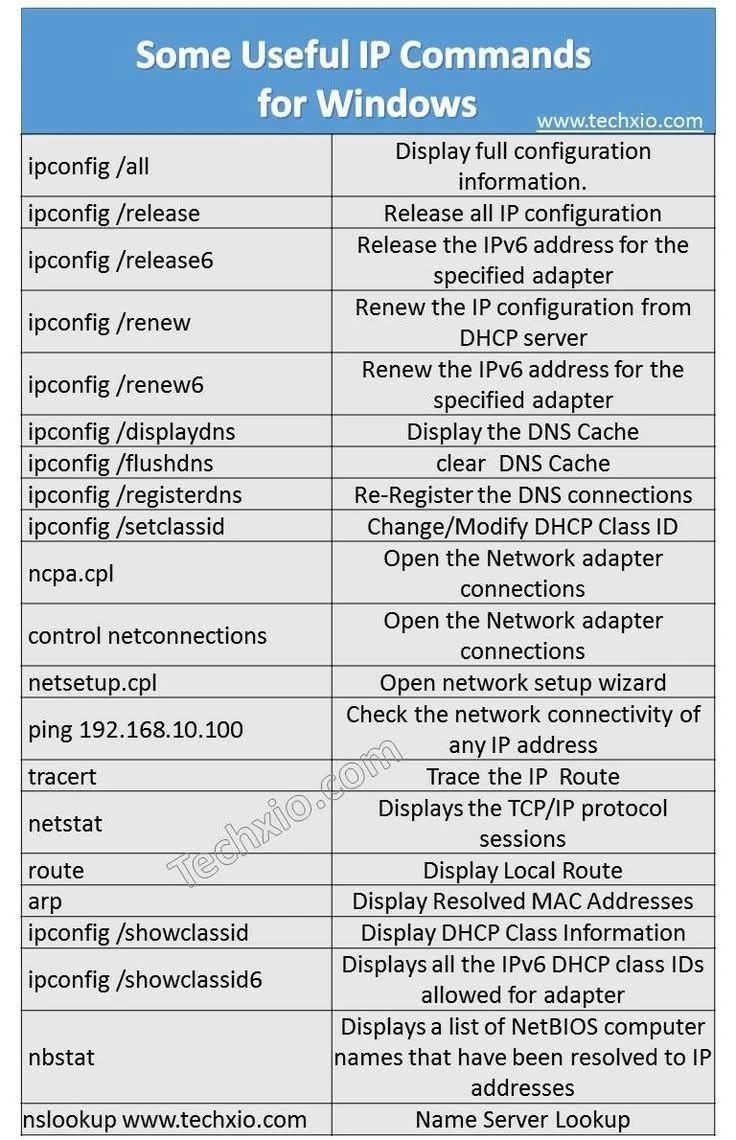 Some Useful IP Commands
for Windows
www.techxio.com
ipconfig /all
Display full configuration
information.
ipconfig /release
Release all IP configuration
ipconfig /release6
Release the IPv6 address for the
specified adapter
ipconfig /renew
Renew the IP configuration from
DHCP server
ipconfig /renew6
Renew the IPv6 address for the
specified adapter
ipconfig /displaydns
Display the DNS Cache
ipconfig /flushdns
clear DNS Cache
ipconfig /registerdns
Re-Register the DNS connections
ipconfig /setclassid
Change/Modify DHCP Class ID
ncpa.cpl
Open the Network adapter
connections
control netconnections
Open the Network adapter
connections
netsetup.cpl
Open network setup wizard
ping 192.168.10.100
Check the network connectivity of
any IP address
tracert
Trace the IP Route
netstat
Displays the TCP/IP protocol
sessions
route
Display Local Route
arp
Display Resolved MAC Addresses
ipconfig /showclassid
Display DHCP Class Information
ipconfig /showclassid6
Displays all the IPv6 DHCP class IDs
allowed for adapter
nbstat
Displays a list of NetBIOS computer
names that have been resolved to IP
addresses
nslookup www.techxio.com
Name Server Lookup
Techxio.com